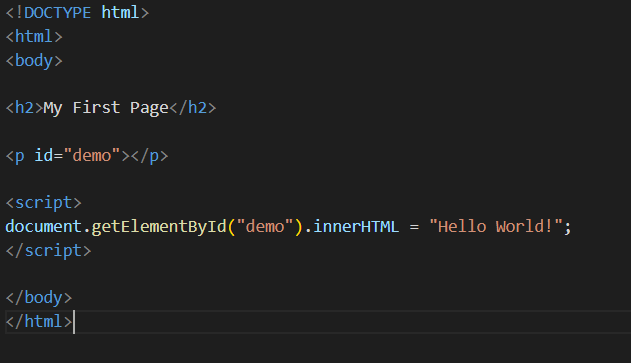 <!DOCTYPE html>
<html>
<body>
<h2>My First Page</h2>
<p id="demo"></p>
<script>
document.getElementById("demo").innerHTML = "Hello World!";
</script>
</body>
</html>